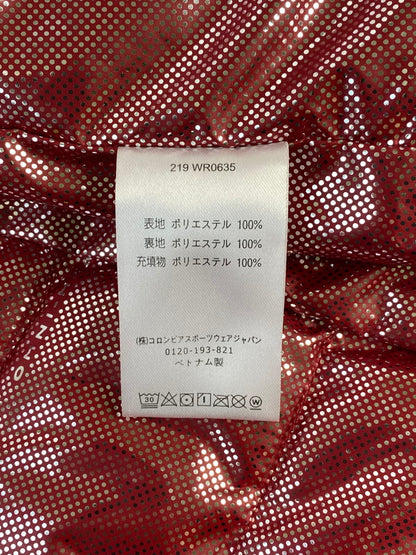 219 WR0635
表地 ポリエステル 100%
裏地 ポリエステル 100%
充填物 ポリエステル 100%
(株)コロンビアスポーツウェアジャパン
0120-193-821
ベトナム製
30
W